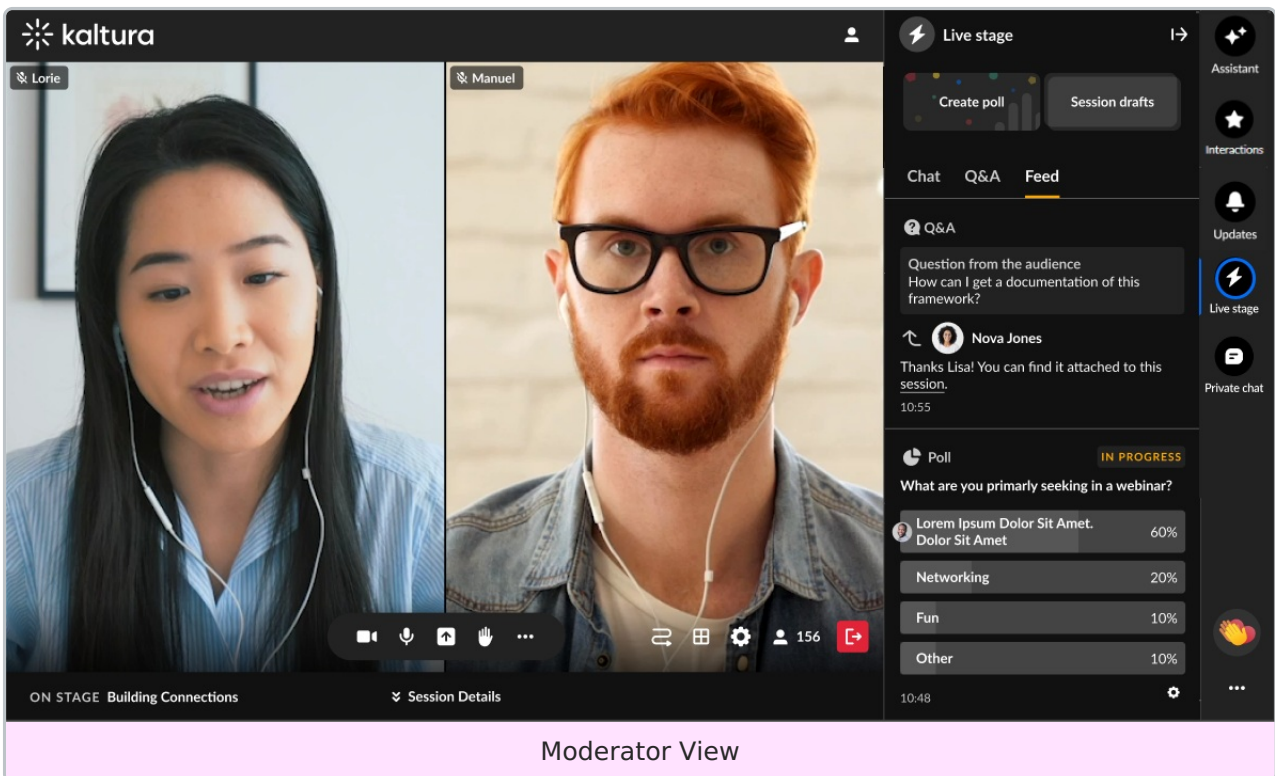 kaltura
Lorie
Manuel
ON STAGE Building Connections
Session Details
156
Live stage
Create poll
Session drafts
Chat
Q&A
Feed
Q&A
Question from the audience
How can I get a documentation of this
framework?
Nova Jones
Thanks Lisa! You can find it attached to this
session.
10:55
Poll
IN PROGRESS
What are you primarly seeking in a webinar?
Lorem Ipsum Dolor Sit Amet.
Dolor Sit Amet
60%
Networking
20%
Fun
10%
Other
10%
10:48
Assistant
Interactions
Updates
Live stage
Private chat
Moderator View